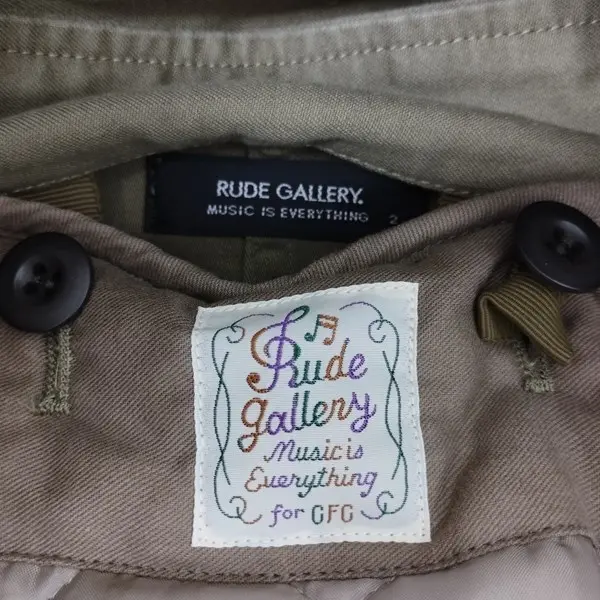 RUDE GALLERY.
MUSIC IS EVERYTHING 2
Rude
gallery
Music is
Everything
for CFC